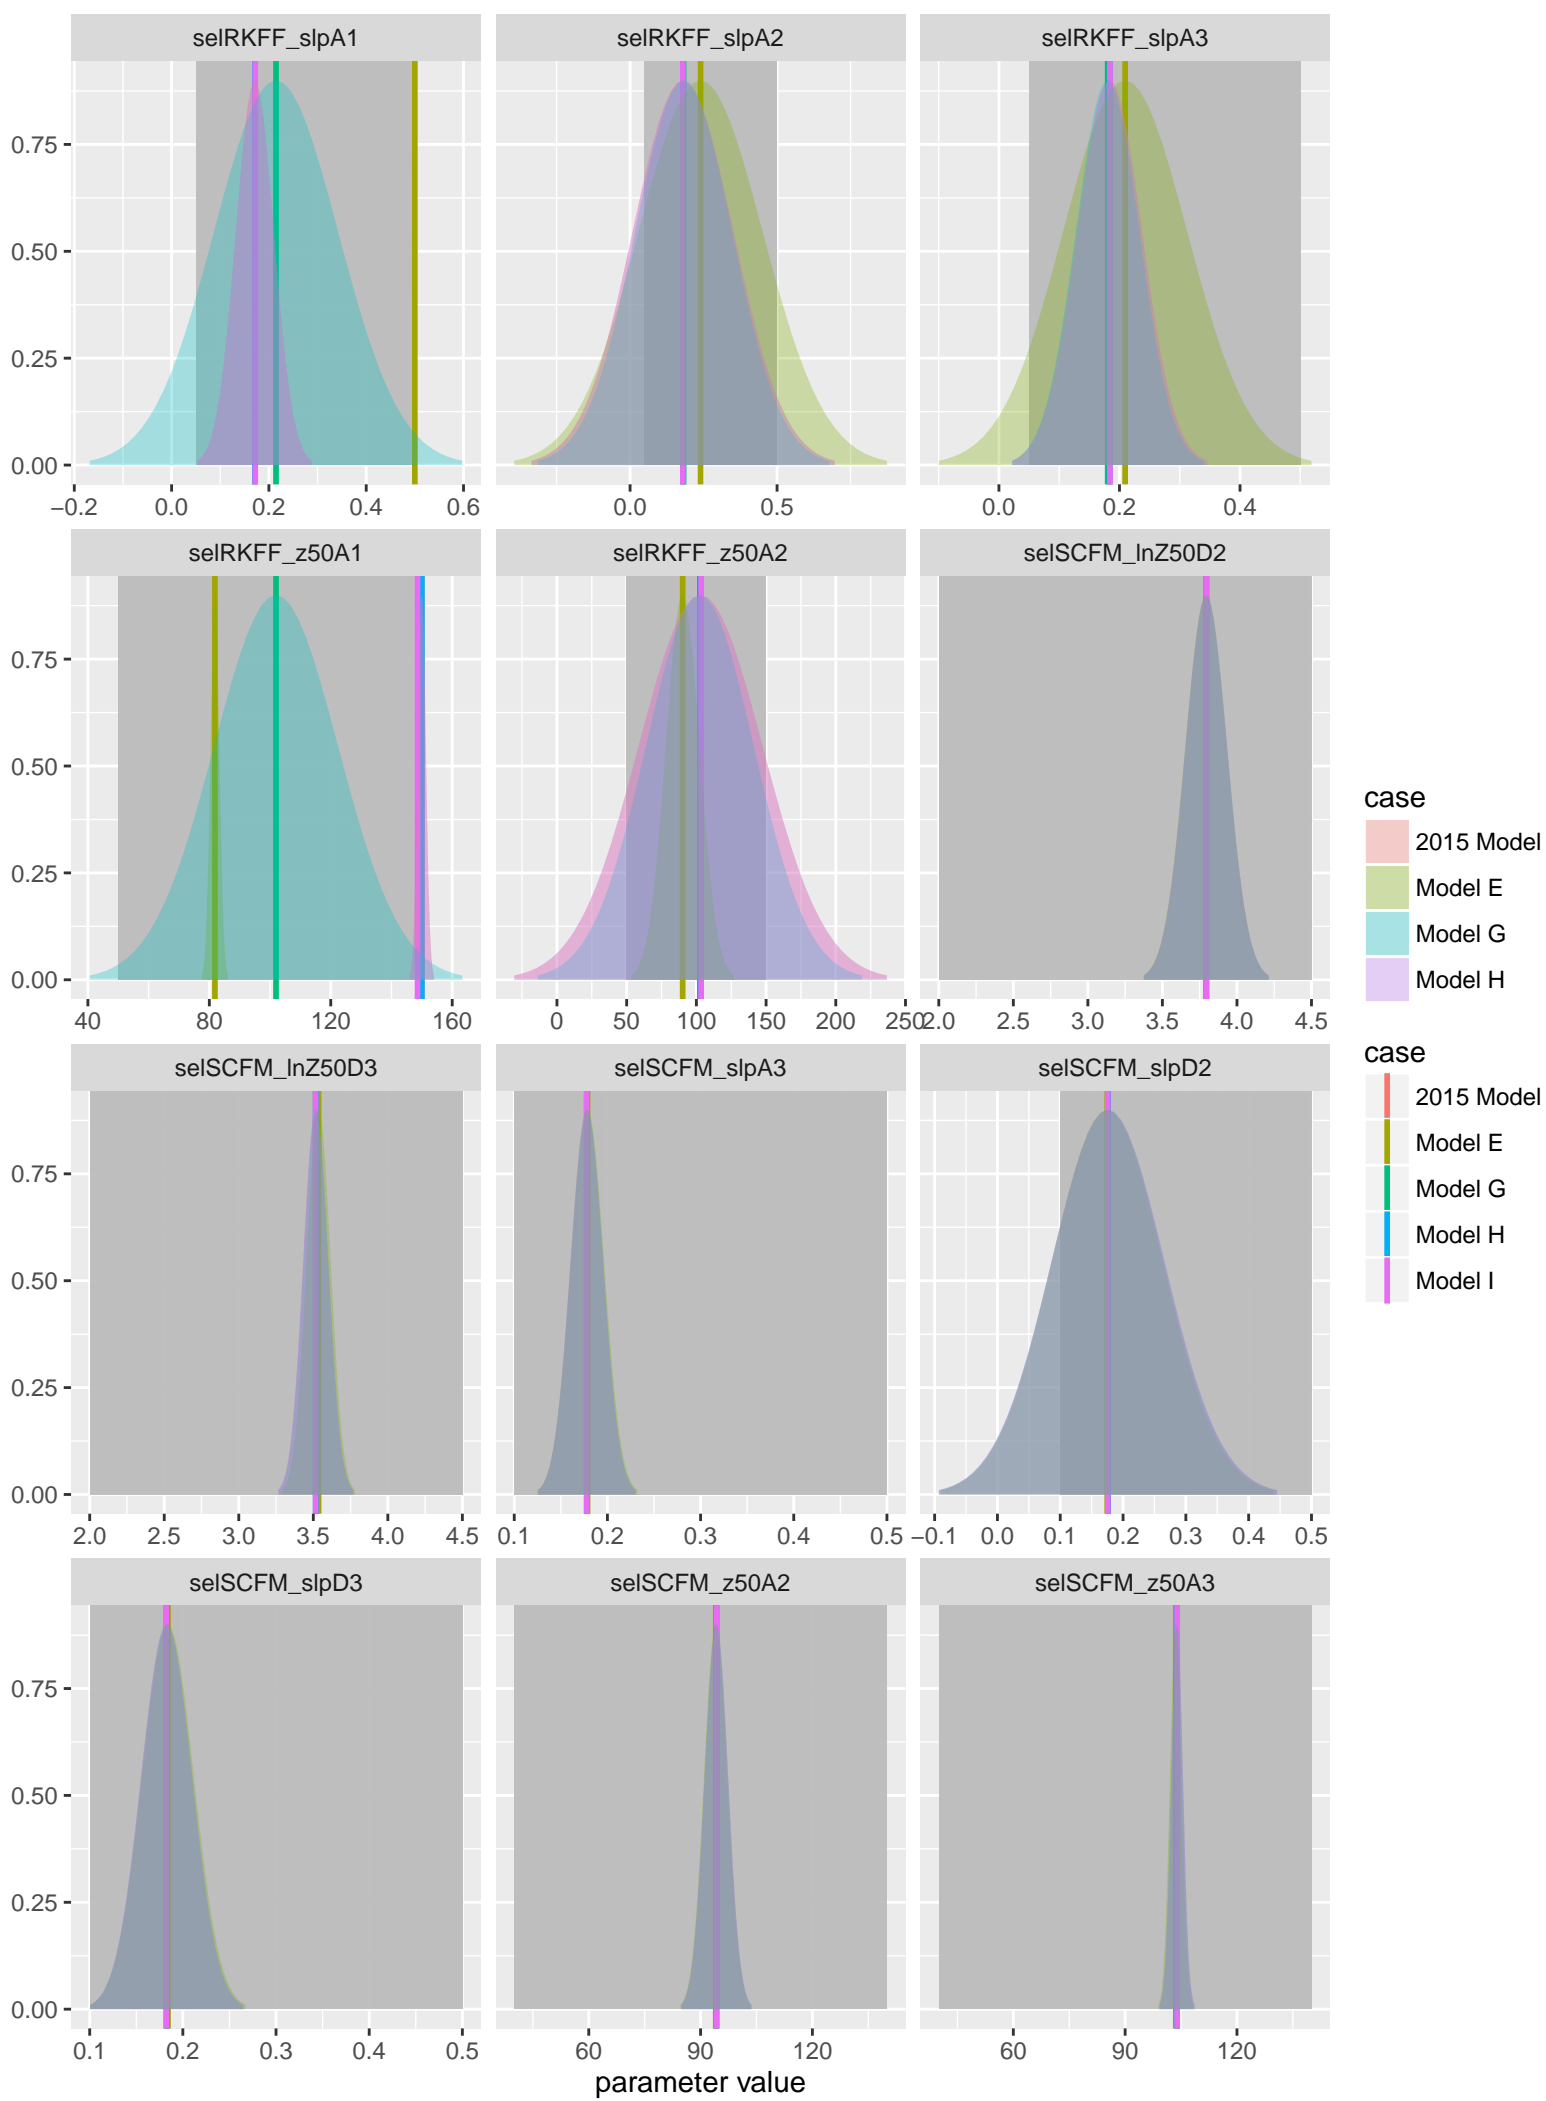 selRKFF_slpA1 selRKFF_slpA2 selRKFF_slpA3
0.75
0.50
0.25
0.00
−0.2 0.0 0.2 0.4 0.6 0.0 0.5 0.0 0.2 0.4
selRKFF_z50A1 selRKFF_z50A2 selSCFM_lnZ50D2
0.75
0.50
0.25
0.00
40 80 120 160 0 50 100 150 200 250 2.0 2.5 3.0 3.5 4.0 4.5
selSCFM_lnZ50D3 selSCFM_slpA3 selSCFM_slpD2
0.75
0.50
0.25
0.00
2.0 2.5 3.0 3.5 4.0 4.5 0.1 0.2 0.3 0.4 0.5 −0.1 0.0 0.1 0.2 0.3 0.4 0.5
selSCFM_slpD3 selSCFM_z50A2 selSCFM_z50A3
0.75
0.50
0.25
0.00
0.1 0.2 0.3 0.4 0.5 60 90 120 60 90 120
parameter value
case
2015 Model
Model E
Model G
Model H
case
2015 Model
Model E
Model G
Model H
Model I